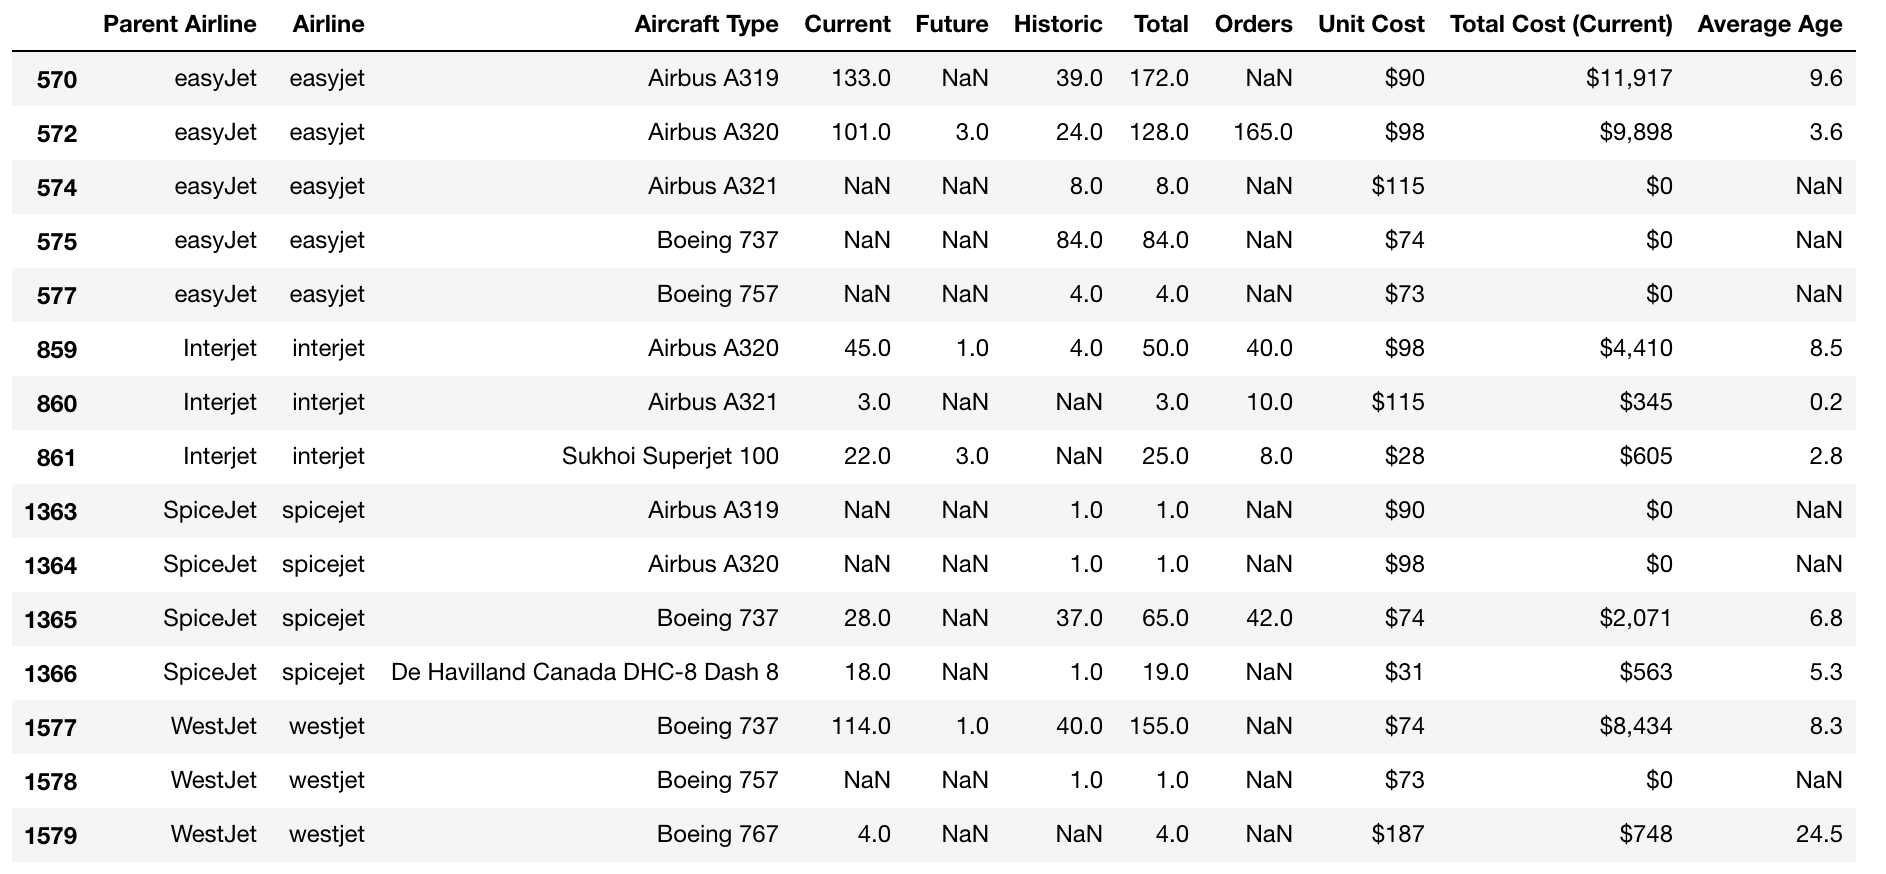 Parent Airline Airline Aircraft Type Current Future Historic Total Orders Unit Cost Total Cost (Current) Average Age
570 easyJet easyjet Airbus A319 133.0 NaN 39.0 172.0 NaN $90 $11,917 9.6
572 easyJet easyjet Airbus A320 101.0 3.0 24.0 128.0 165.0 $98 $9,898 3.6
574 easyJet easyjet Airbus A321 NaN NaN 8.0 8.0 NaN $115 $0 NaN
575 easyJet easyjet Boeing 737 NaN NaN 84.0 84.0 NaN $74 $0 NaN
577 easyJet easyjet Boeing 757 NaN NaN 4.0 4.0 NaN $73 $0 NaN
859 Interjet interjet Airbus A320 45.0 1.0 4.0 50.0 40.0 $98 $4,410 8.5
860 Interjet interjet Airbus A321 3.0 NaN NaN 3.0 10.0 $115 $345 0.2
861 Interjet interjet Sukhoi Superjet 100 22.0 3.0 NaN 25.0 8.0 $28 $605 2.8
1363 SpiceJet spicejet Airbus A319 NaN NaN 1.0 1.0 NaN $90 $0 NaN
1364 SpiceJet spicejet Airbus A320 NaN NaN 1.0 1.0 NaN $98 $0 NaN
1365 SpiceJet spicejet Boeing 737 28.0 NaN 37.0 65.0 42.0 $74 $2,071 6.8
1366 SpiceJet spicejet De Havilland Canada DHC-8 Dash 8 18.0 NaN 1.0 19.0 NaN $31 $563 5.3
1577 WestJet westjet Boeing 737 114.0 1.0 40.0 155.0 NaN $74 $8,434 8.3
1578 WestJet westjet Boeing 757 NaN NaN 1.0 1.0 NaN $73 $0 NaN
1579 WestJet westjet Boeing 767 4.0 NaN NaN 4.0 NaN $187 $748 24.5